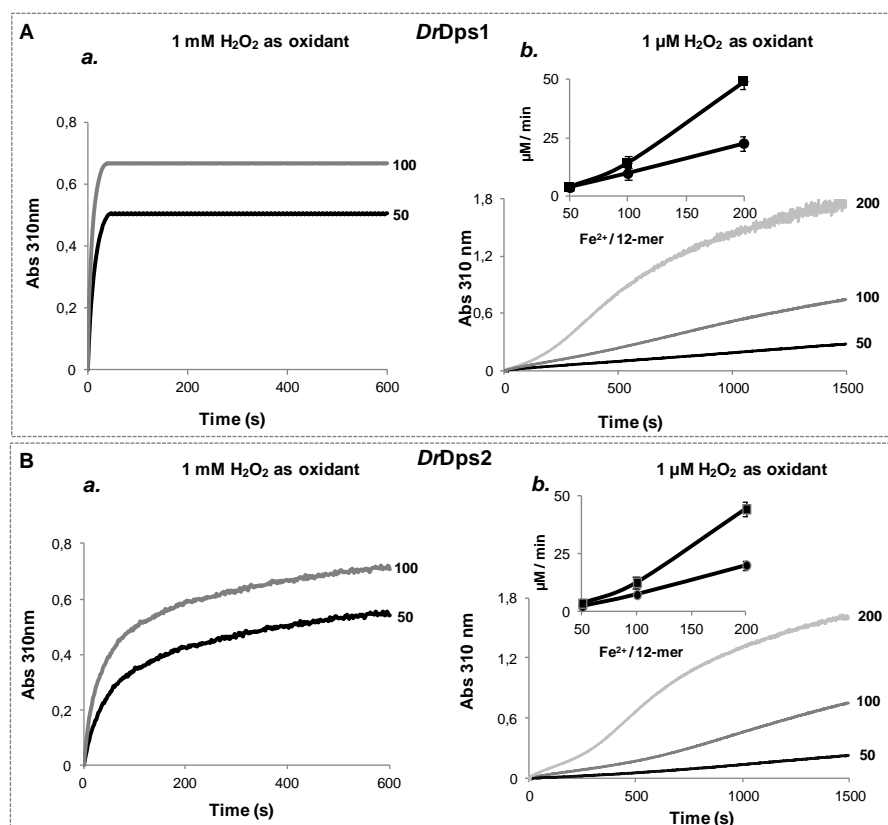 A
DrDps1
a.
1 mM H₂O₂ as oxidant
b.
1 µM H₂O₂ as oxidant
0,8
0,6
0,4
0,2
0
Abs 310nm
100
50
0 200 400 600
Time (s)
50
25
0
µM / min
50 100 150 200
Fe²⁺/ 12-mer
1,8
1,2
0,6
0
Abs 310 nm
200
100
50
0 500 1000 1500
Time (s)
B
DrDps2
a.
1 mM H₂O₂ as oxidant
b.
1 µM H₂O₂ as oxidant
0,8
0,6
0,4
0,2
0
Abs 310nm
100
50
0 200 400 600
Time (s)
50
25
0
µM / min
50 100 150 200
Fe²⁺/ 12-mer
1,8
1,2
0,6
0
Abs 310 nm
200
100
50
0 500 1000 1500
Time (s)